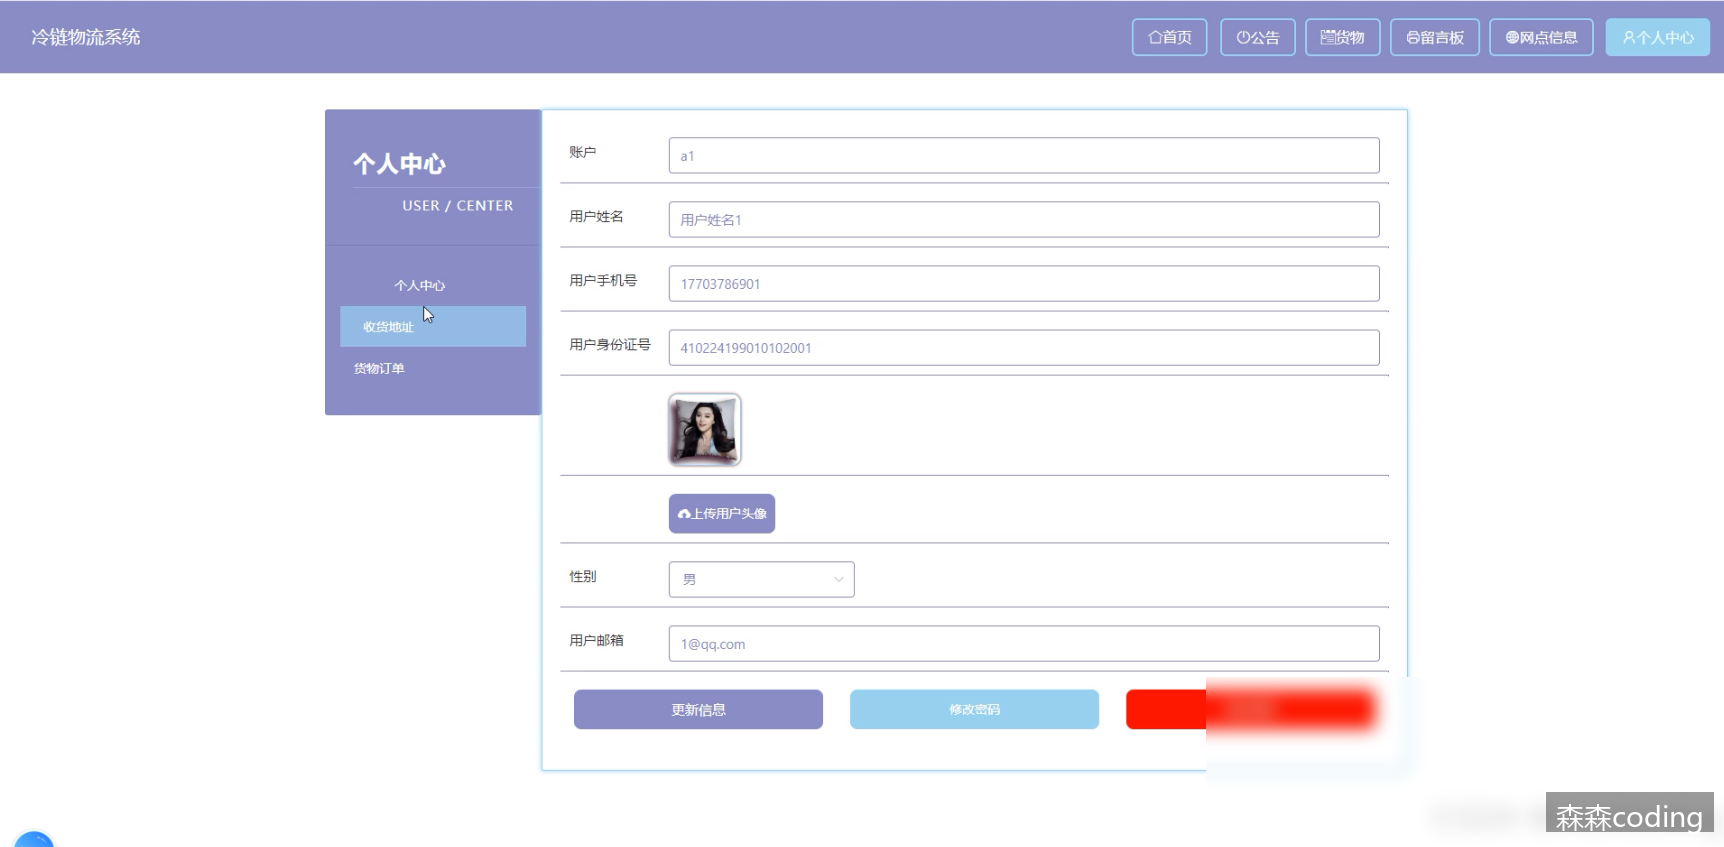 冷链物流系统
首页
公告
货物
留言板
网点信息
个人中心
个人中心
USER / CENTER
个人中心
收货地址
货物订单
账户
a1
用户姓名
用户姓名1
用户手机号
17703786901
用户身份证号
410224199010102001
上传用户头像
性别
男
用户邮箱
1@qq.com
更新信息
修改密码
森森coding